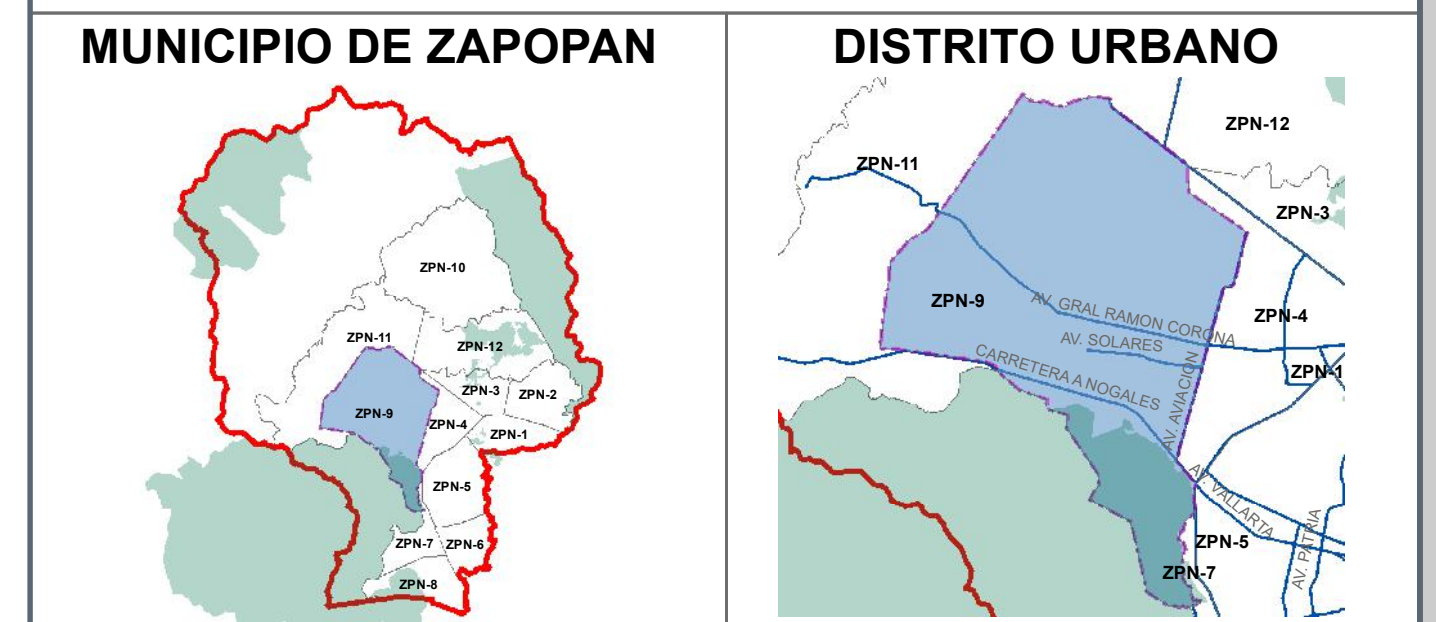 MUNICIPIO DE ZAPOPAN
ZPN-10
ZPN-11
ZPN-12
ZPN-3
ZPN-2
ZPN-9
ZPN-4
ZPN-1
ZPN-5
ZPN-7
ZPN-6
ZPN-8
DISTRITO URBANO
ZPN-12
ZPN-11
ZPN-3
ZPN-9
AV. GRAL RAMON CORONA
ZPN-4
AV. SOLARES
CARRETERA A NOGALES
AV. AVIACION
ZPN-1
AV. VALLARTA
AV. PATRIA
ZPN-5
ZPN-7